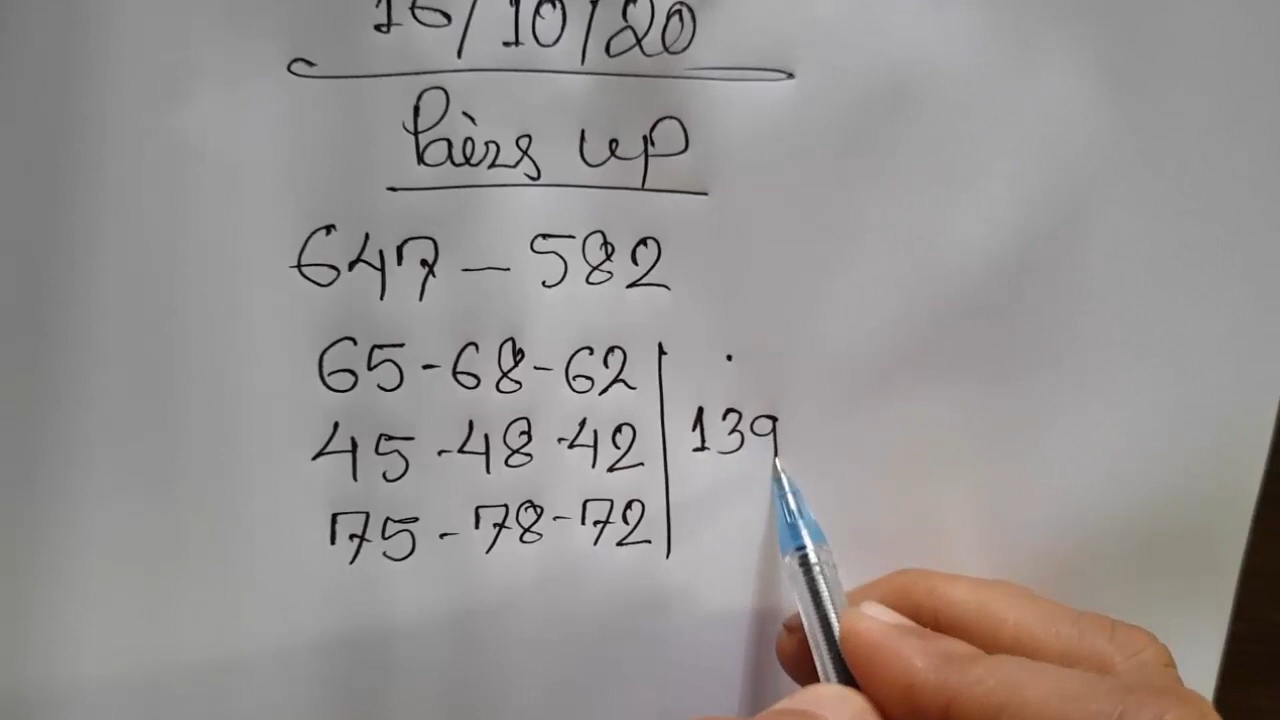 16/10/20
Pairs up
647 - 582
65 - 68 - 62
45 - 48 - 42
139
75 - 78 - 72